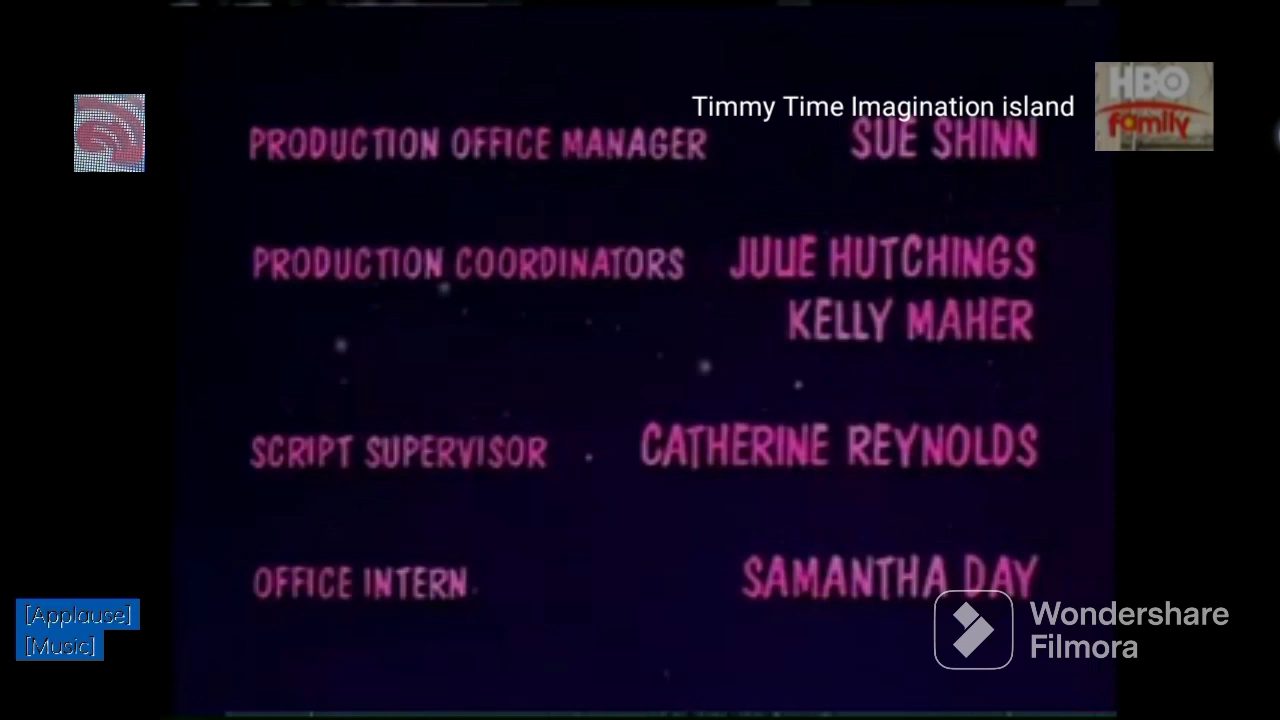 Timmy Time Imagination island
HBO
family
PRODUCTION OFFICE MANAGER SUE SHINN
PRODUCTION COORDINATORS JULIE HUTCHINGS
KELLY MAHER
SCRIPT SUPERVISOR CATHERINE REYNOLDS
OFFICE INTERN SAMANTHA DAY
[Applause]
[Music]
Wondershare
Filmora